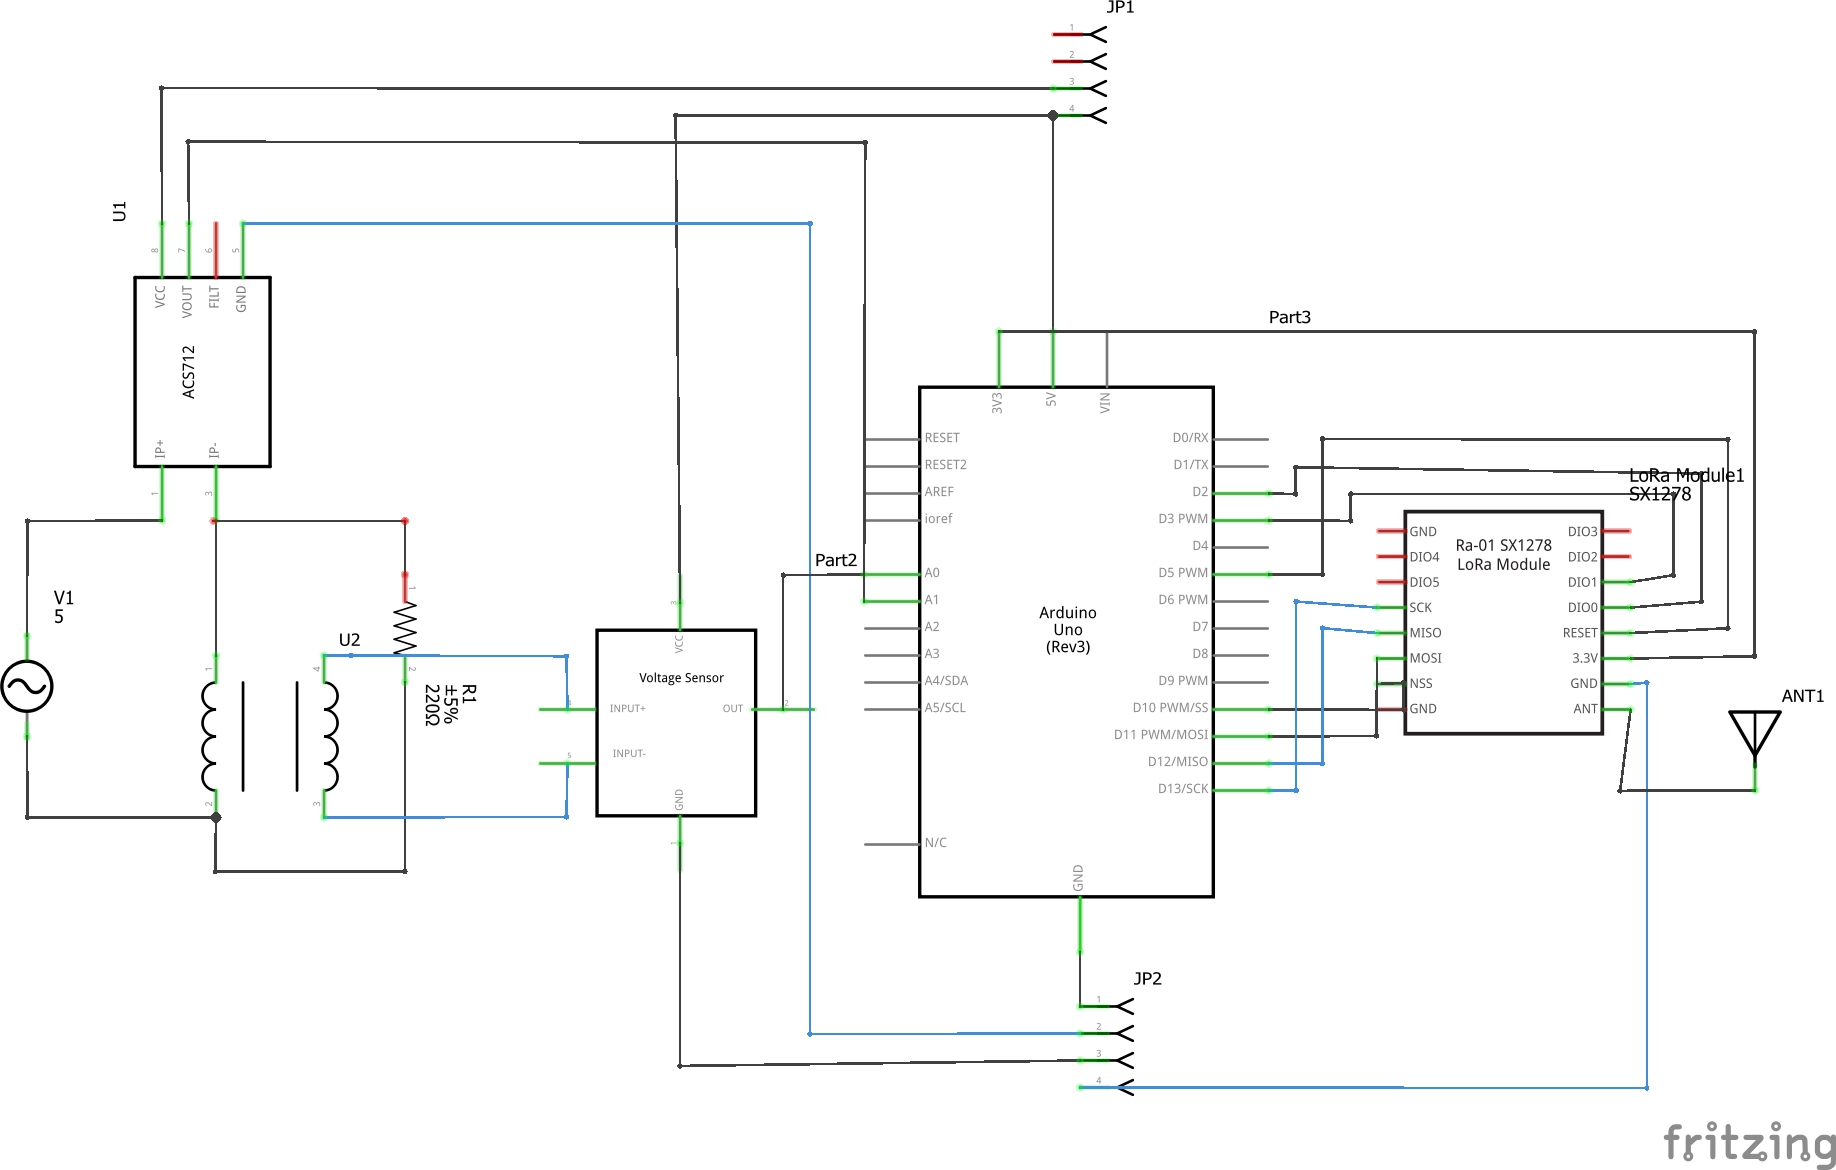 JP1
1
2
3
4
U1
8
7
6
5
VCC
VOUT
FILT
GND
ACS712
IP+
IP-
1
3
Part3
3V3
5V
VIN
RESET
RESET2
AREF
ioref
A0
A1
A2
A3
A4/SDA
A5/SCL
N/C
Arduino
Uno
(Rev3)
D0/RX
D1/TX
D2
D3 PWM
D4
D5 PWM
D6 PWM
D7
D8
D9 PWM
D10 PWM/SS
D11 PWM/MOSI
D12/MISO
D13/SCK
GND
LoRa Module1
SX1278
Ra-01 SX1278
LoRa Module
GND
DIO4
DIO5
SCK
MISO
MOSI
NSS
GND
DIO3
DIO2
DIO1
DIO0
RESET
3.3V
GND
ANT
ANT1
Part2
V1
5
U2
1
2
4
3
1
2
R1
±5%
220Ω
3
VCC
Voltage Sensor
INPUT+
OUT
2
INPUT-
5
GND
1
JP2
1
2
3
4
fritzing